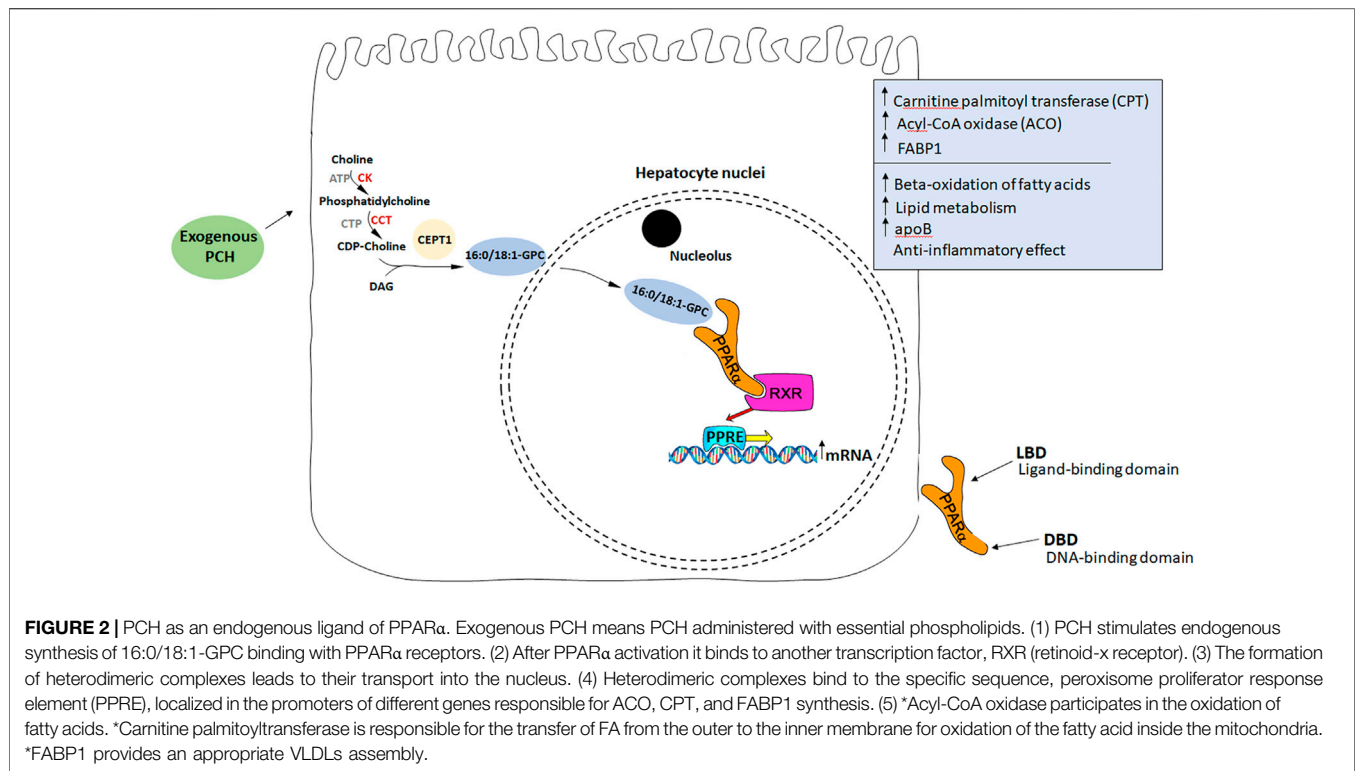 Carnitine palmitoyl transferase (CPT)
Acyl-CoA oxidase (ACO)
FABP1
Beta-oxidation of fatty acids
Lipid metabolism
apoB
Anti-inflammatory effect
Exogenous
PCH
Choline
ATP
CK
Phosphatidylcholine
CTP
CCT
CDP-Choline
CEPT1
DAG
16:0/18:1-GPC
Hepatocyte nuclei
Nucleolus
16:0/18:1-GPC
PPARα
RXR
PPRE
mRNA
PPARα
LBD
Ligand-binding domain
DBD
DNA-binding domain
FIGURE 2 | PCH as an endogenous ligand of PPARα. Exogenous PCH means PCH administered with essential phospholipids. (1) PCH stimulates endogenous
synthesis of 16:0/18:1-GPC binding with PPARα receptors. (2) After PPARα activation it binds to another transcription factor, RXR (retinoid-x receptor). (3) The formation
of heterodimeric complexes leads to their transport into the nucleus. (4) Heterodimeric complexes bind to the specific sequence, peroxisome proliferator response
element (PPRE), localized in the promoters of different genes responsible for ACO, CPT, and FABP1 synthesis. (5) *Acyl-CoA oxidase participates in the oxidation of
fatty acids. *Carnitine palmitoyltransferase is responsible for the transfer of FA from the outer to the inner membrane for oxidation of the fatty acid inside the mitochondria.
*FABP1 provides an appropriate VLDLs assembly.